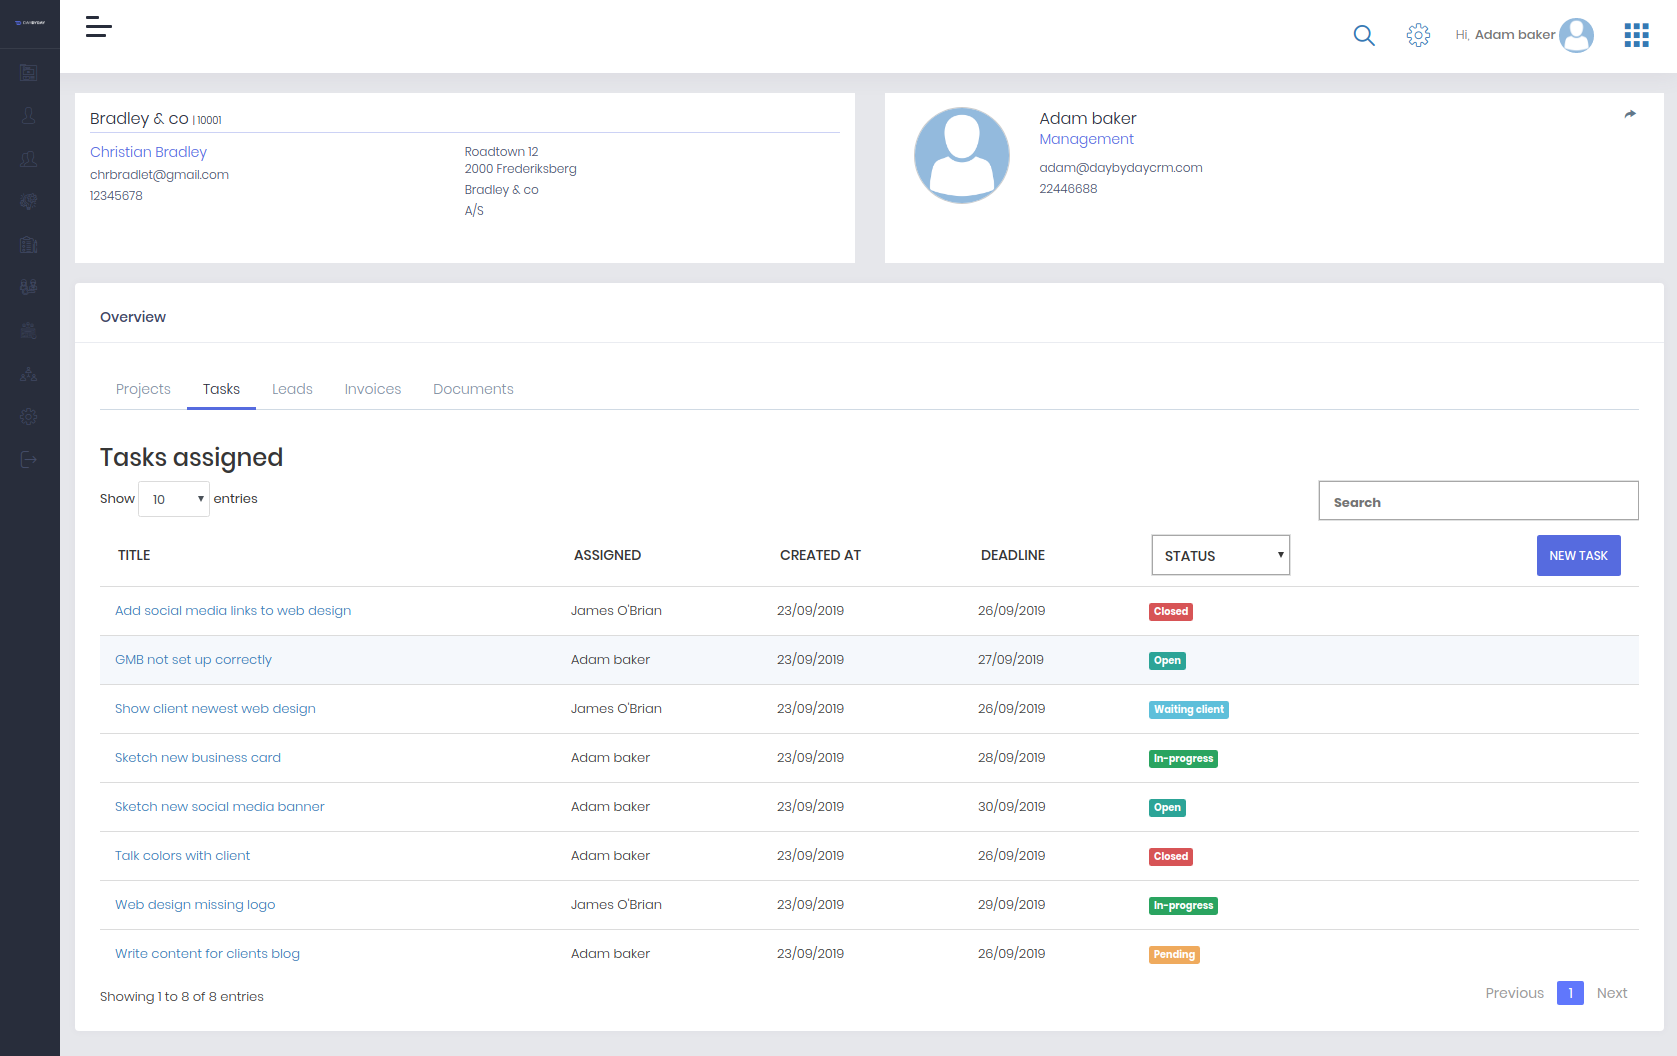 DAYBYDAY
Hi, Adam baker
Bradley & co | 10001
Christian Bradley
chrbradlet@gmail.com
12345678
Roadtown 12
2000 Frederiksberg
Bradley & co
A/S
Adam baker
Management
adam@daybydaycrm.com
22446688
Overview
Projects Tasks Leads Invoices Documents
Tasks assigned
Show 10 entries
Search
TITLE ASSIGNED CREATED AT DEADLINE STATUS NEW TASK
Add social media links to web design James O'Brian 23/09/2019 26/09/2019 Closed
GMB not set up correctly Adam baker 23/09/2019 27/09/2019 Open
Show client newest web design James O'Brian 23/09/2019 26/09/2019 Waiting client
Sketch new business card Adam baker 23/09/2019 28/09/2019 In-progress
Sketch new social media banner Adam baker 23/09/2019 30/09/2019 Open
Talk colors with client Adam baker 23/09/2019 26/09/2019 Closed
Web design missing logo James O'Brian 23/09/2019 29/09/2019 In-progress
Write content for clients blog Adam baker 23/09/2019 26/09/2019 Pending
Showing 1 to 8 of 8 entries
Previous 1 Next